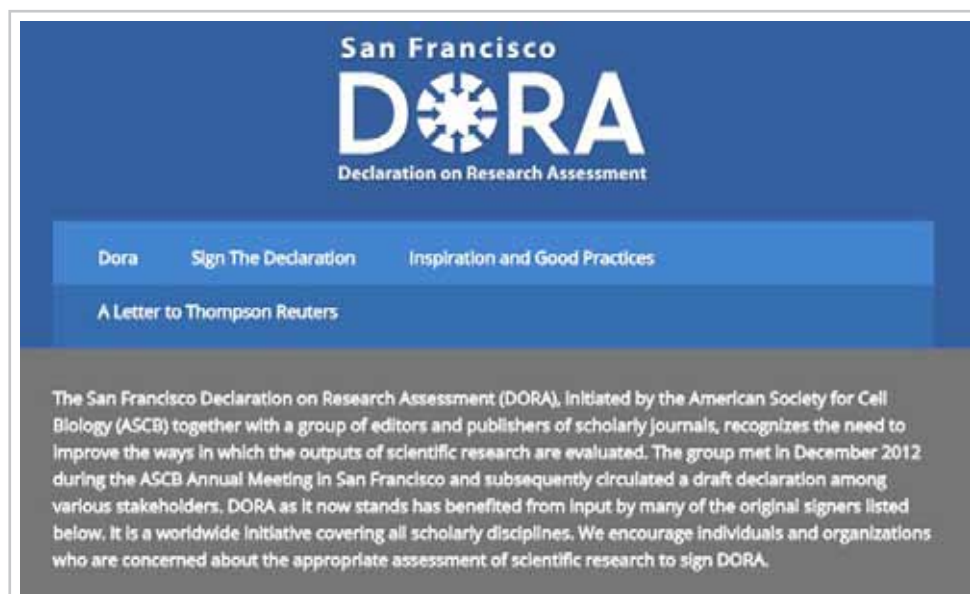 San Francisco
DORA
Declaration on Research Assessment
Dora Sign The Declaration Inspiration and Good Practices
A Letter to Thompson Reuters
The San Francisco Declaration on Research Assessment (DORA), initiated by the American Society for Cell
Biology (ASCB) together with a group of editors and publishers of scholarly journals, recognizes the need to
improve the ways in which the outputs of scientific research are evaluated. The group met in December 2012
during the ASCB Annual Meeting in San Francisco and subsequently circulated a draft declaration among
various stakeholders. DORA as it now stands has benefited from input by many of the original signers listed
below. It is a worldwide initiative covering all scholarly disciplines. We encourage individuals and organizations
who are concerned about the appropriate assessment of scientific research to sign DORA.